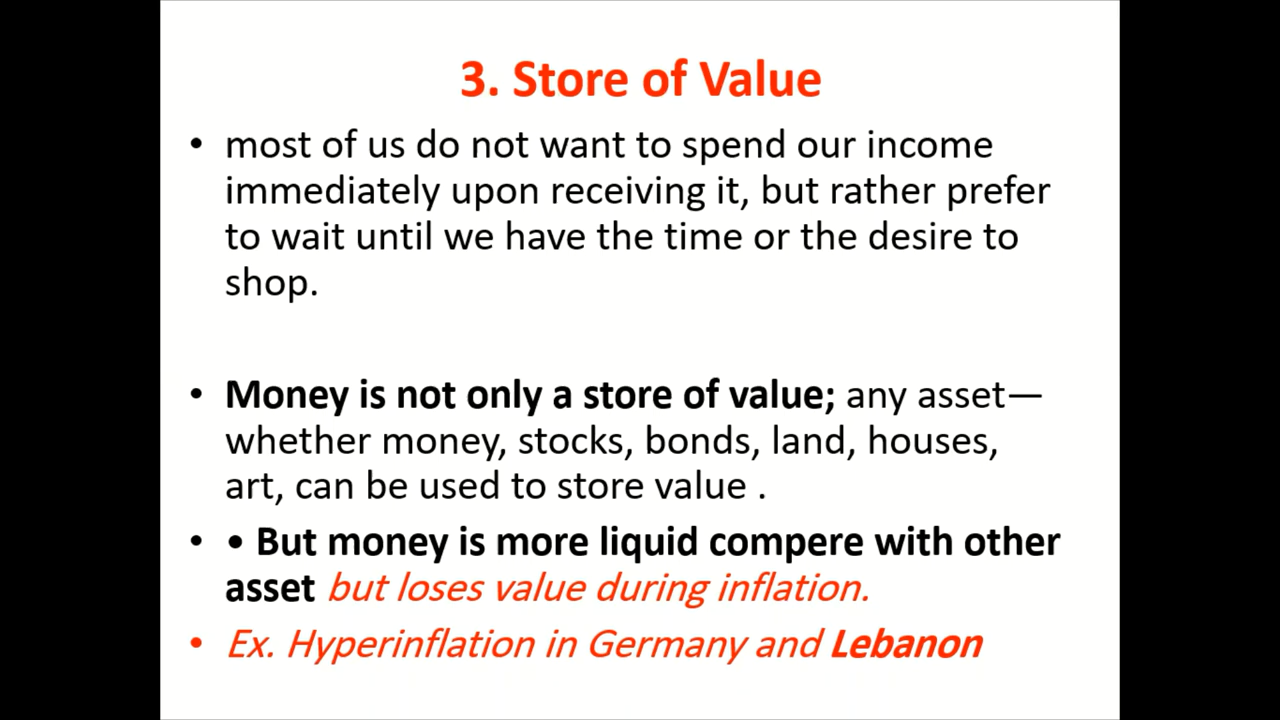 3. Store of Value
• most of us do not want to spend our income
immediately upon receiving it, but rather prefer
to wait until we have the time or the desire to
shop.
• Money is not only a store of value; any asset—
whether money, stocks, bonds, land, houses,
art, can be used to store value .
• • But money is more liquid compere with other
asset but loses value during inflation.
• Ex. Hyperinflation in Germany and Lebanon